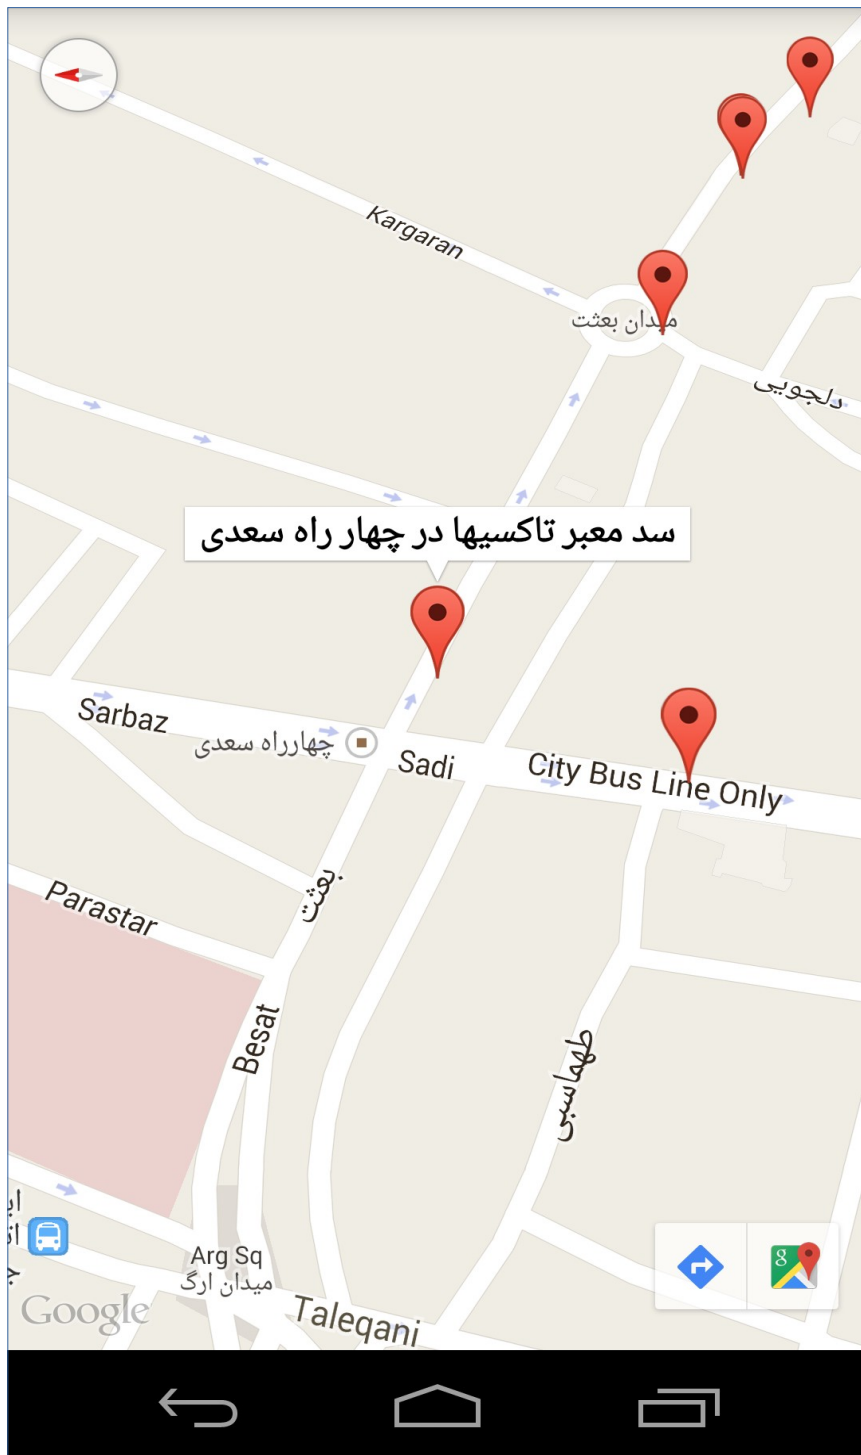 Kargaran
میدان بعثت
دلجویی
سد معبر تاکسیها در چهار راه سعدی
Sarbaz
چهارراه سعدی
Sadi
City Bus Line Only
بعثت
Parastar
Besat
طهماسبی
Arg Sq
میدان ارگ
Google
Taleqani
g